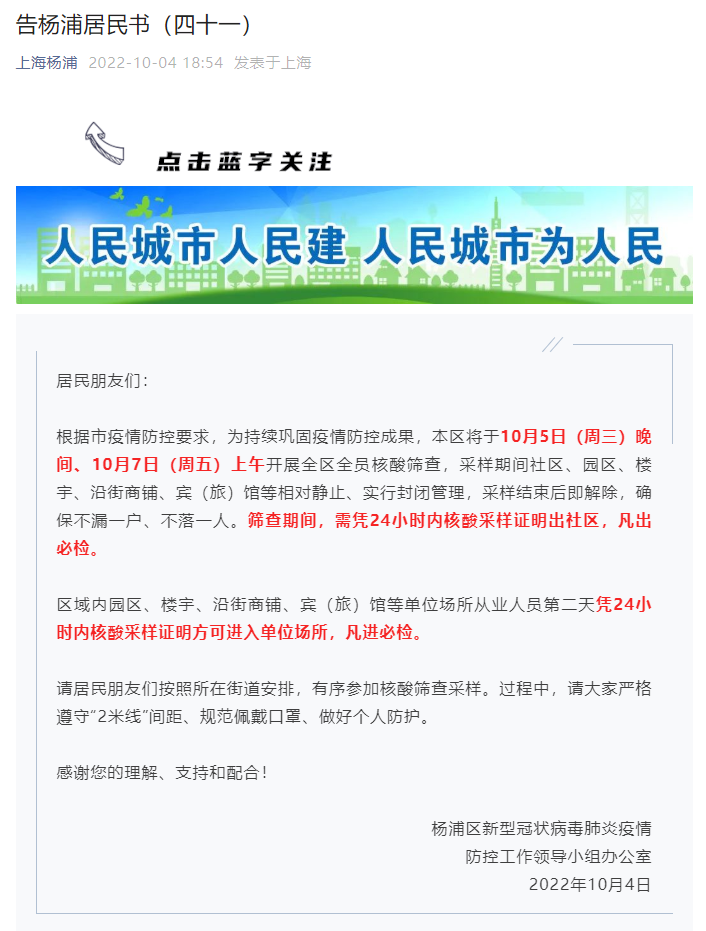 告杨浦居民书（四十一）
上海杨浦 2022-10-04 18:54 发表于上海
点击蓝字关注
人民城市人民建 人民城市为人民
居民朋友们：
根据市疫情防控要求，为持续巩固疫情防控成果，本区将于10月5日（周三）晚
间、10月7日（周五）上午开展全区全员核酸筛查，采样期间社区、园区、楼
宇、沿街商铺、宾（旅）馆等相对静止、实行封闭管理，采样结束后即解除，确
保不漏一户、不落一人。筛查期间，需凭24小时内核酸采样证明出社区，凡出
必检。
区域内园区、楼宇、沿街商铺、宾（旅）馆等单位场所从业人员第二天凭24小
时内核酸采样证明方可进入单位场所，凡进必检。
请居民朋友们按照所在街道安排，有序参加核酸筛查采样。过程中，请大家严格
遵守“2米线”间距、规范佩戴口罩、做好个人防护。
感谢您的理解、支持和配合！
杨浦区新型冠状病毒肺炎疫情
防控工作领导小组办公室
2022年10月4日